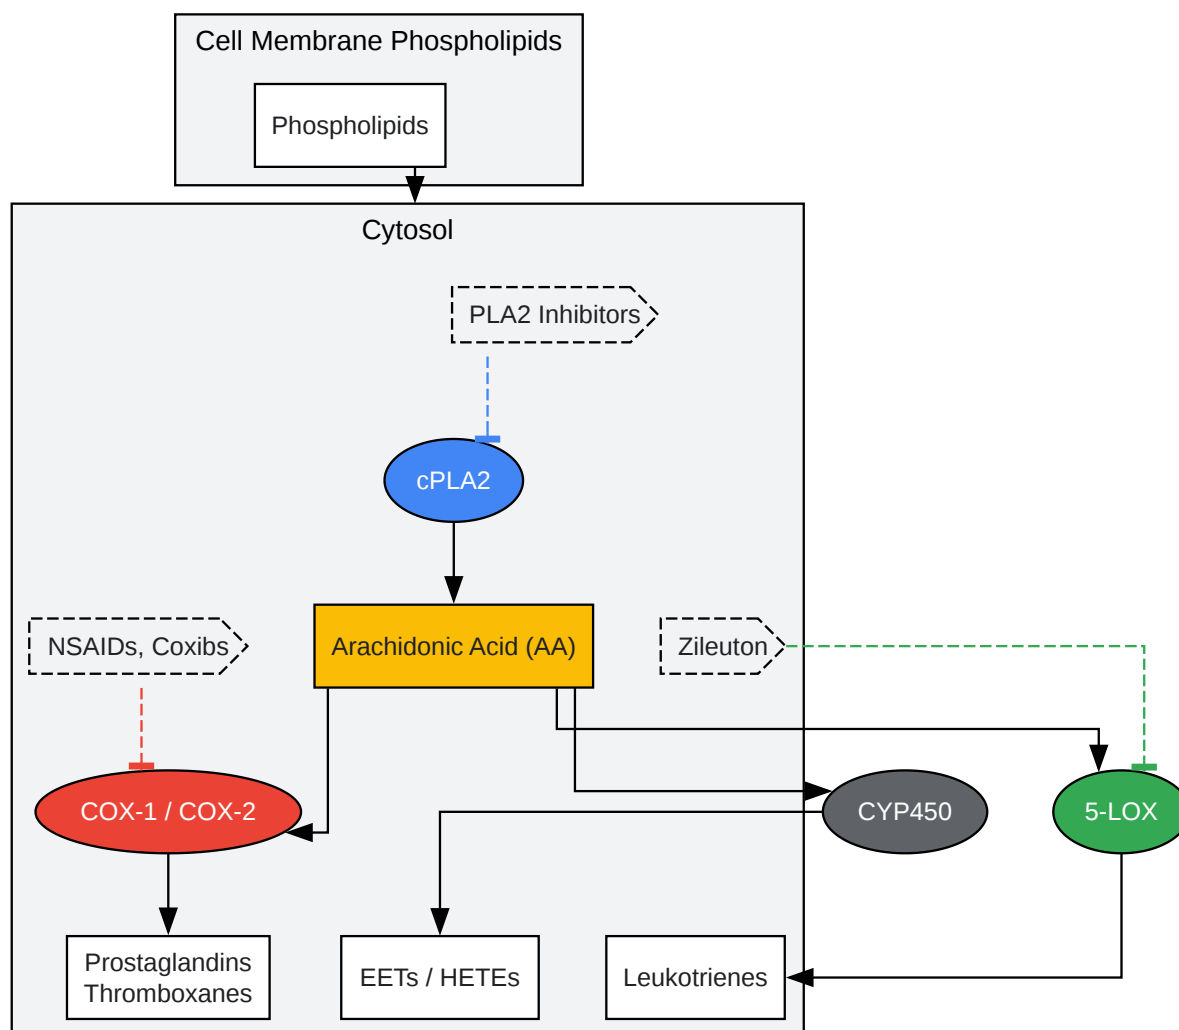 Cell Membrane Phospholipids
Phospholipids
Cytosol
PLA2 Inhibitors
cPLA2
NSAIDs, Coxibs
Arachidonic Acid (AA)
Zileuton
COX-1 / COX-2
CYP450
5-LOX
Prostaglandins
Thromboxanes
EETs / HETEs
Leukotrienes